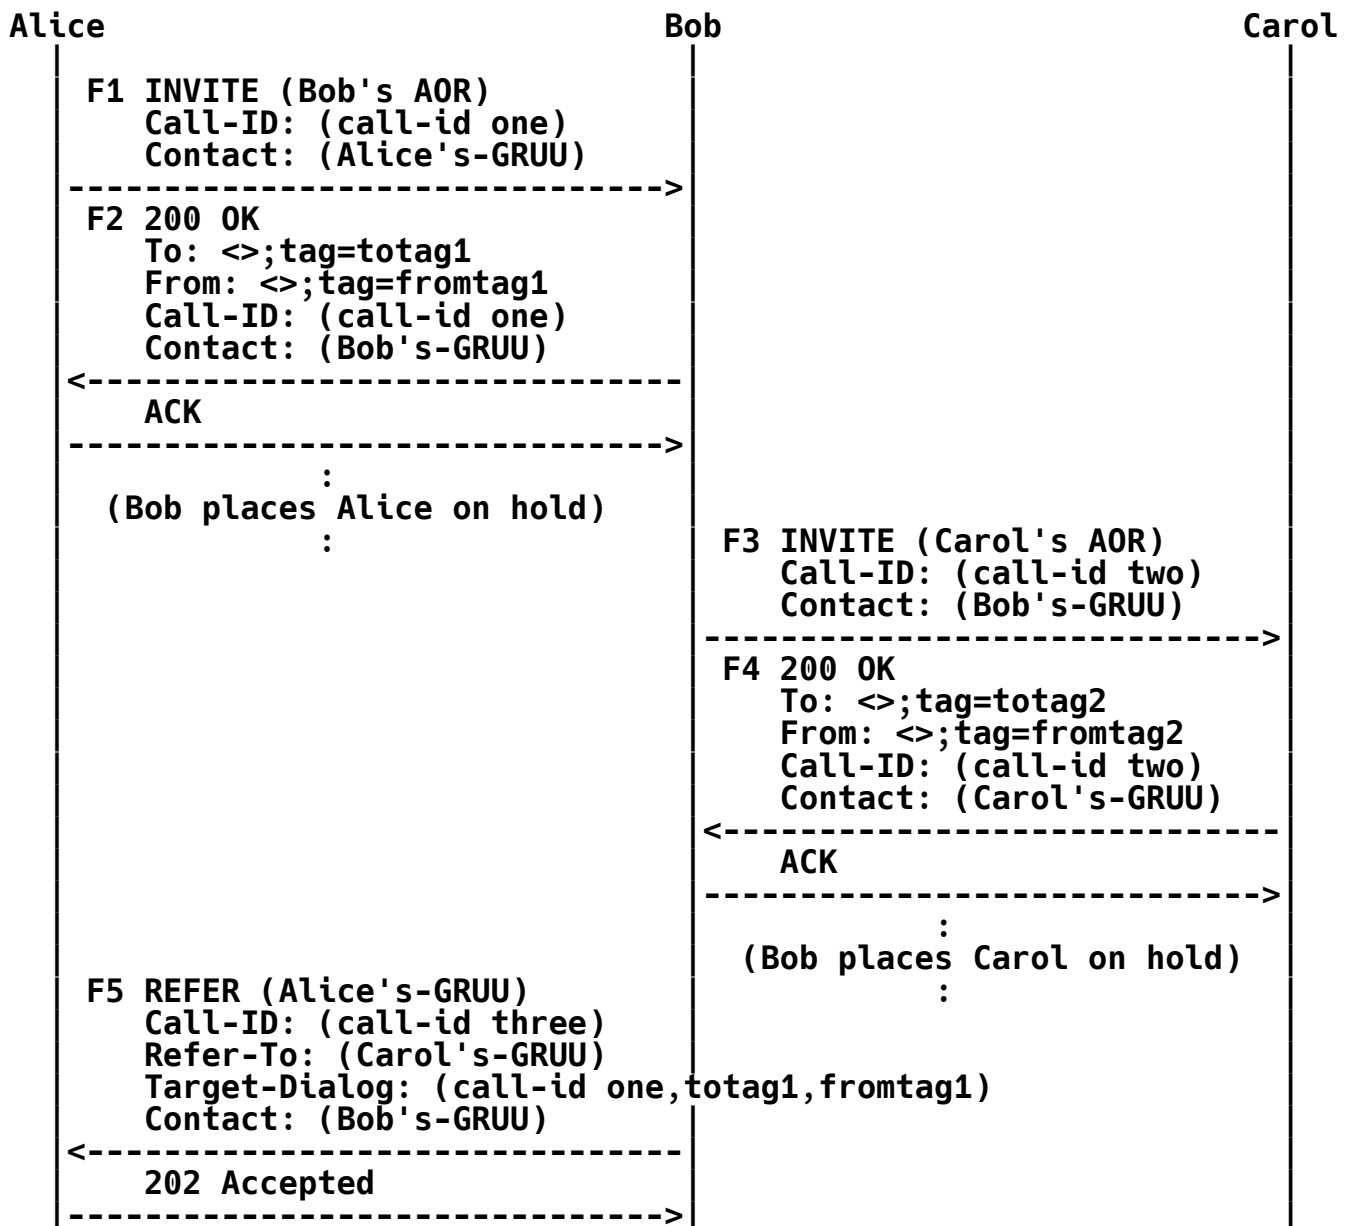 Alice Bob Carol
F1 INVITE (Bob's AOR)
Call-ID: (call-id one)
Contact: (Alice's-GRUU)
------------------------------->
F2 200 OK
To: <>;tag=totag1
From: <>;tag=fromtag1
Call-ID: (call-id one)
Contact: (Bob's-GRUU)
<-------------------------------
ACK
------------------------------->
:
(Bob places Alice on hold)
: F3 INVITE (Carol's AOR)
Call-ID: (call-id two)
Contact: (Bob's-GRUU)
----------------------------->
F4 200 OK
To: <>;tag=totag2
From: <>;tag=fromtag2
Call-ID: (call-id two)
Contact: (Carol's-GRUU)
<-----------------------------
ACK
----------------------------->
:
(Bob places Carol on hold)
F5 REFER (Alice's-GRUU) :
Call-ID: (call-id three)
Refer-To: (Carol's-GRUU)
Target-Dialog: (call-id one,totag1,fromtag1)
Contact: (Bob's-GRUU)
<-------------------------------
202 Accepted
------------------------------->